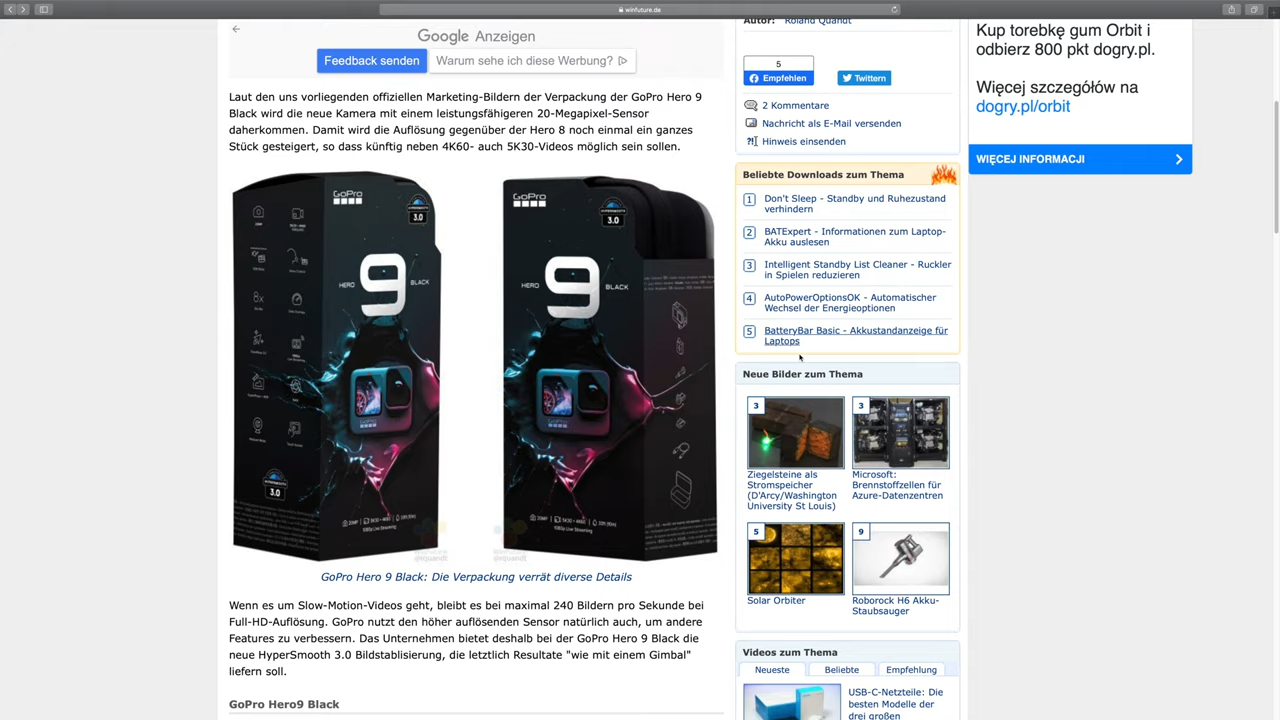 winfuture.de
Google Anzeigen
Feedback senden
Warum sehe ich diese Werbung?
Laut den uns vorliegenden offiziellen Marketing-Bildern der Verpackung der GoPro Hero 9
Black wird die neue Kamera mit einem leistungsfähigeren 20-Megapixel-Sensor
daherkommen. Damit wird die Auflösung gegenüber der Hero 8 noch einmal ein ganzes
Stück gesteigert, so dass künftig neben 4K60- auch 5K30-Videos möglich sein sollen.
GoPro
3.0
9
HERO
BLACK
GoPro
3.0
GoPro
3.0
9
HERO
BLACK
GoPro
GoPro Hero 9 Black: Die Verpackung verrät diverse Details
Wenn es um Slow-Motion-Videos geht, bleibt es bei maximal 240 Bildern pro Sekunde bei
Full-HD-Auflösung. GoPro nutzt den höher auflösenden Sensor natürlich auch, um andere
Features zu verbessern. Das Unternehmen bietet deshalb bei der GoPro Hero 9 Black die
neue HyperSmooth 3.0 Bildstablisierung, die letztlich Resultate "wie mit einem Gimbal"
liefern soll.
GoPro Hero9 Black
Autor: Roland Quandt
5
Empfehlen
Twittern
2 Kommentare
Nachricht als E-Mail versenden
Hinweis einsenden
Beliebte Downloads zum Thema
1 Don't Sleep - Standby und Ruhezustand
verhindern
2 BATExpert - Informationen zum Laptop-
Akku auslesen
3 Intelligent Standby List Cleaner - Ruckler
in Spielen reduzieren
4 AutoPowerOptionsOK - Automatischer
Wechsel der Energieoptionen
5 BatteryBar Basic - Akkustandanzeige für
Laptops
Neue Bilder zum Thema
3
Ziegelsteine als
Stromspeicher
(D'Arcy/Washington
University St Louis)
3
Microsoft:
Brennstoffzellen für
Azure-Datenzentren
5
Solar Orbiter
9
Roborock H6 Akku-
Staubsauger
Videos zum Thema
Neueste
Beliebte
Empfehlung
USB-C-Netzteile: Die
besten Modelle der
drei großen
Kup torebkę gum Orbit i
odbierz 800 pkt dogry.pl.
Więcej szczegółów na
dogry.pl/orbit
WIĘCEJ INFORMACJI